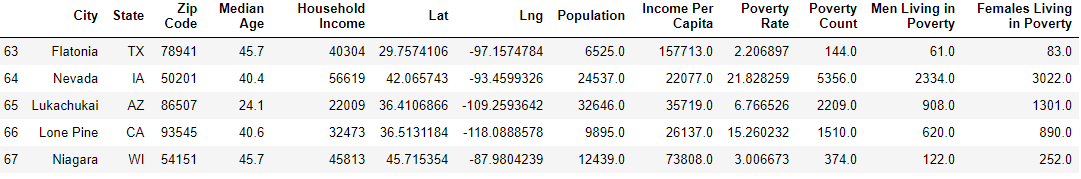 City State Zip Code Median Age Household Income Lat Lng Population Income Per Capita Poverty Rate Poverty Count Men Living in Poverty Females Living in Poverty
63 Flatonia TX 78941 45.7 40304 29.7574106 -97.1574784 6525.0 157713.0 2.206897 144.0 61.0 83.0
64 Nevada IA 50201 40.4 56619 42.065743 -93.4599326 24537.0 22077.0 21.828259 5356.0 2334.0 3022.0
65 Lukachukai AZ 86507 24.1 22009 36.4106866 -109.2593642 32646.0 35719.0 6.766526 2209.0 908.0 1301.0
66 Lone Pine CA 93545 40.6 32473 36.5131184 -118.0888578 9895.0 26137.0 15.260232 1510.0 620.0 890.0
67 Niagara WI 54151 45.7 45813 45.715354 -87.9804239 12439.0 73808.0 3.006673 374.0 122.0 252.0